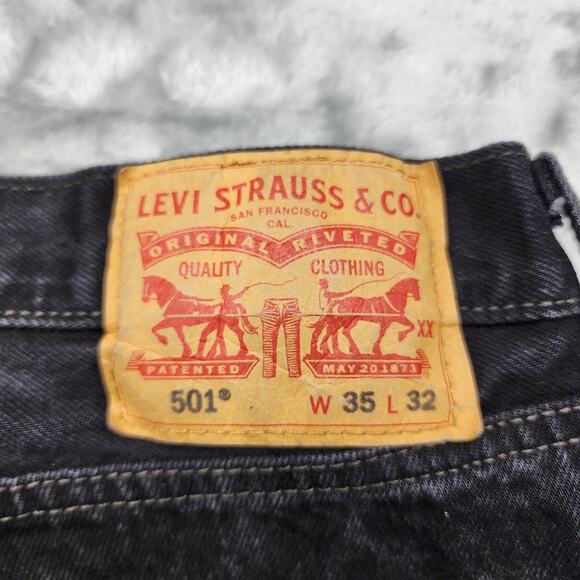 LEVI STRAUSS & CO.
SAN FRANCISCO
CAL.
ORIGINAL RIVETED
QUALITY CLOTHING
XX
PATENTED MAY 20 1873
501® W 35 L 32